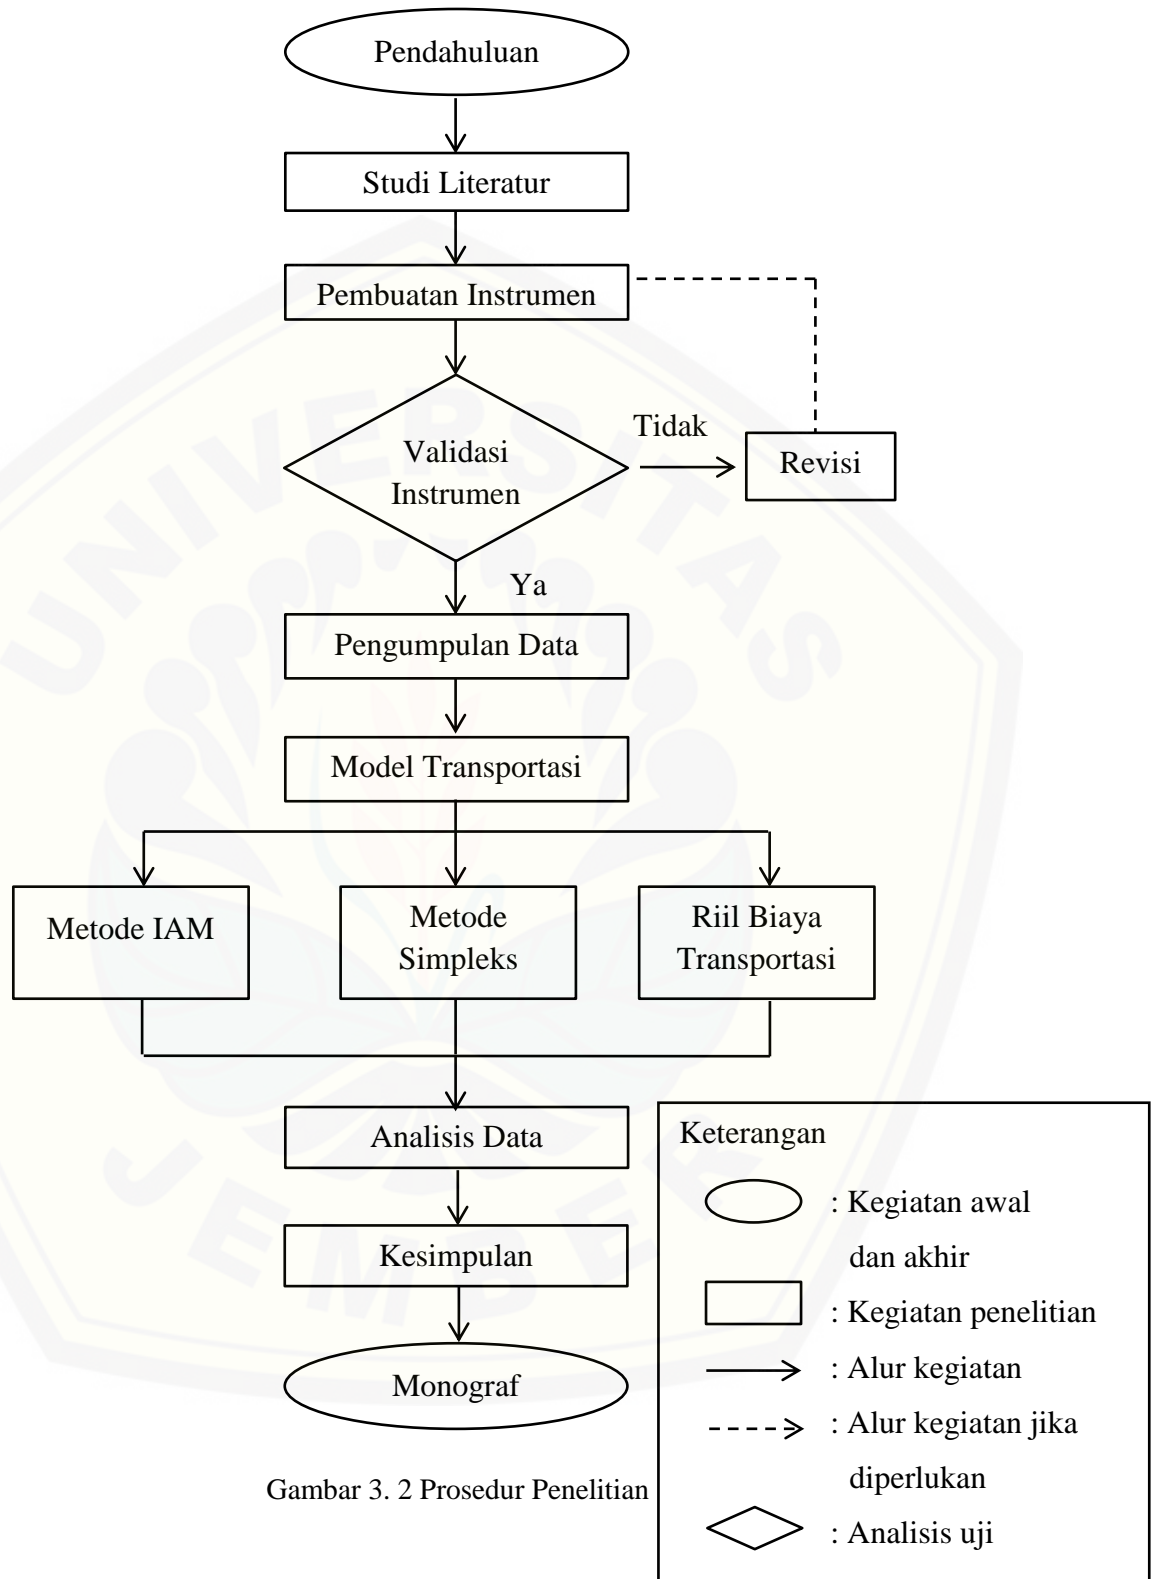 Pendahuluan
Studi Literatur
Pembuatan Instrumen
Tidak
Validasi
Instrumen
Revisi
Ya
Pengumpulan Data
Model Transportasi
Metode IAM
Metode
Simpleks
Riil Biaya
Transportasi
Analisis Data
Kesimpulan
Monograf
Gambar 3. 2 Prosedur Penelitian
Keterangan
: Kegiatan awal
dan akhir
: Kegiatan penelitian
: Alur kegiatan
: Alur kegiatan jika
diperlukan
: Analisis uji
UNIVERSITAS
JEMBER